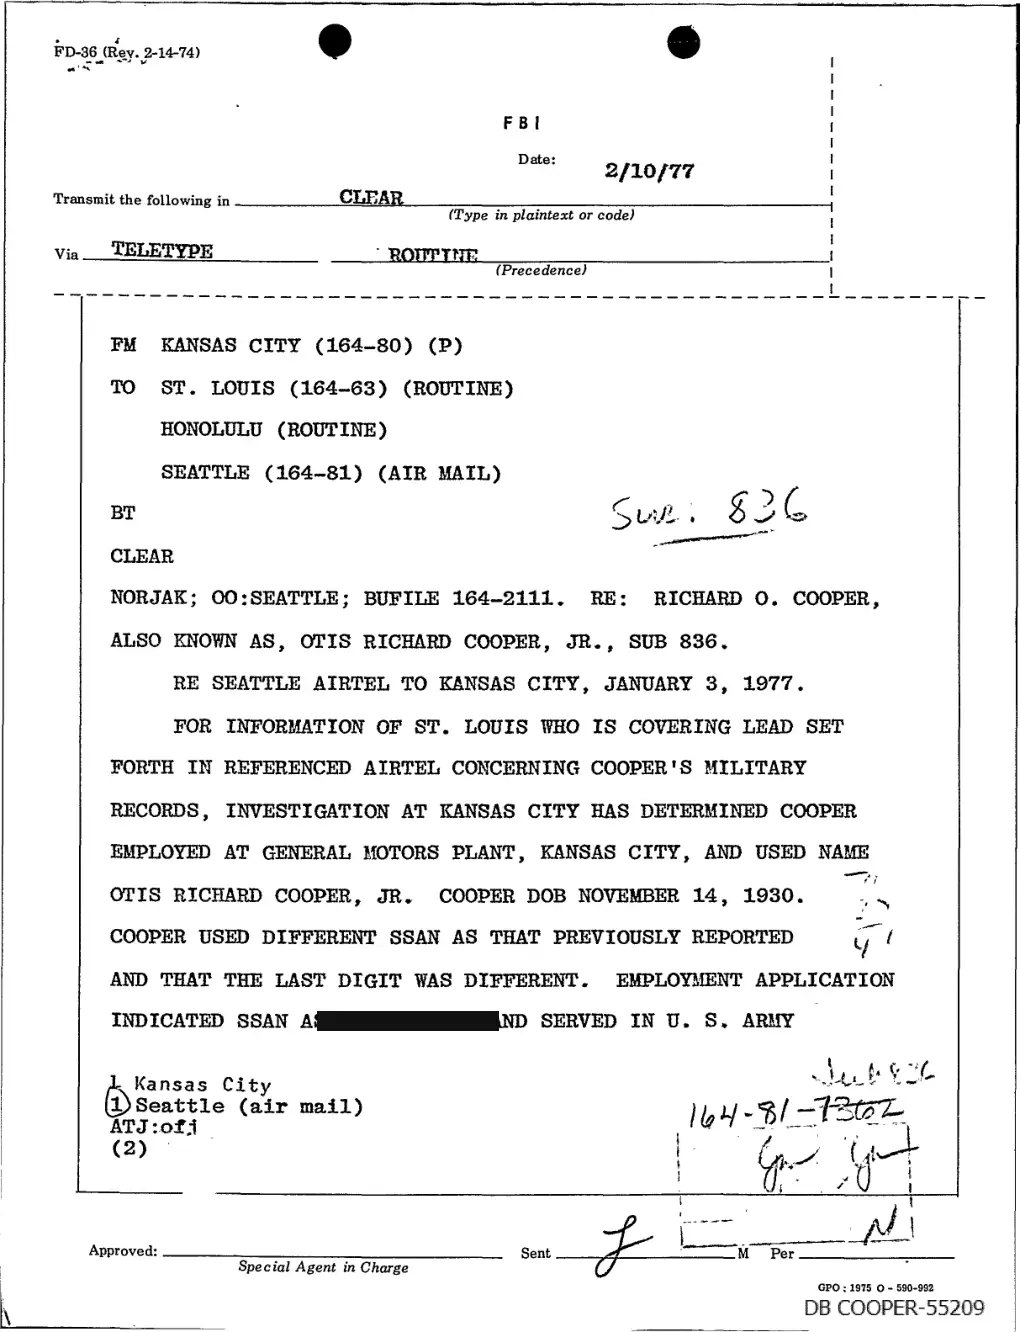 FD-36 (Rev. 2-14-74)
FBI
Date: 2/10/77
Transmit the following in CLEAR
(Type in plaintext or code)
Via TELETYPE ROUTINE
(Precedence)
FM KANSAS CITY (164-80) (P)
TO ST. LOUIS (164-63) (ROUTINE)
HONOLULU (ROUTINE)
SEATTLE (164-81) (AIR MAIL)
BT
836
CLEAR
NORJAK; OO:SEATTLE; BUFILE 164-2111. RE: RICHARD O. COOPER,
ALSO KNOWN AS, OTIS RICHARD COOPER, JR., SUB 836.
RE SEATTLE AIRTEL TO KANSAS CITY, JANUARY 3, 1977.
FOR INFORMATION OF ST. LOUIS WHO IS COVERING LEAD SET
FORTH IN REFERENCED AIRTEL CONCERNING COOPER'S MILITARY
RECORDS, INVESTIGATION AT KANSAS CITY HAS DETERMINED COOPER
EMPLOYED AT GENERAL MOTORS PLANT, KANSAS CITY, AND USED NAME
OTIS RICHARD COOPER, JR. COOPER DOB NOVEMBER 14, 1930.
COOPER USED DIFFERENT SSAN AS THAT PREVIOUSLY REPORTED
AND THAT THE LAST DIGIT WAS DIFFERENT. EMPLOYMENT APPLICATION
INDICATED SSAN AS AND SERVED IN U. S. ARMY
1 Kansas City
1 Seattle (air mail)
ATJ:ofj
(2)
Sub 836
164-81-7362
Approved:
Special Agent in Charge
Sent M Per
GPO : 1975 O - 590-992
DB COOPER-55209